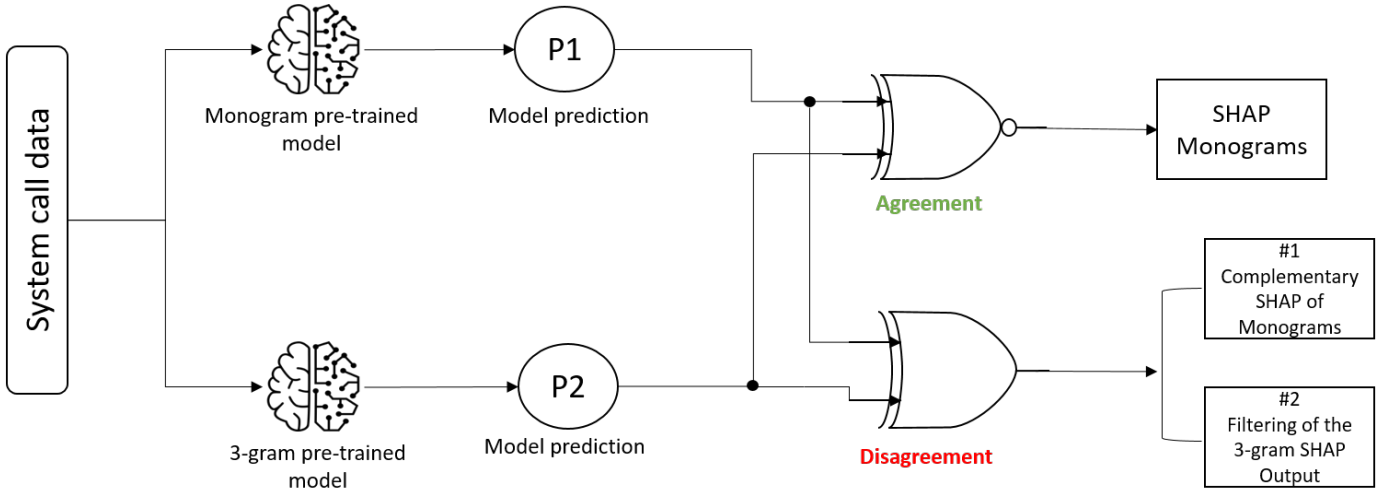 System call data
Monogram pre-trained
model
P1
Model prediction
Agreement
SHAP
Monograms
3-gram pre-trained
model
P2
Model prediction
Disagreement
#1
Complementary
SHAP of
Monograms
#2
Filtering of the
3-gram SHAP
Output